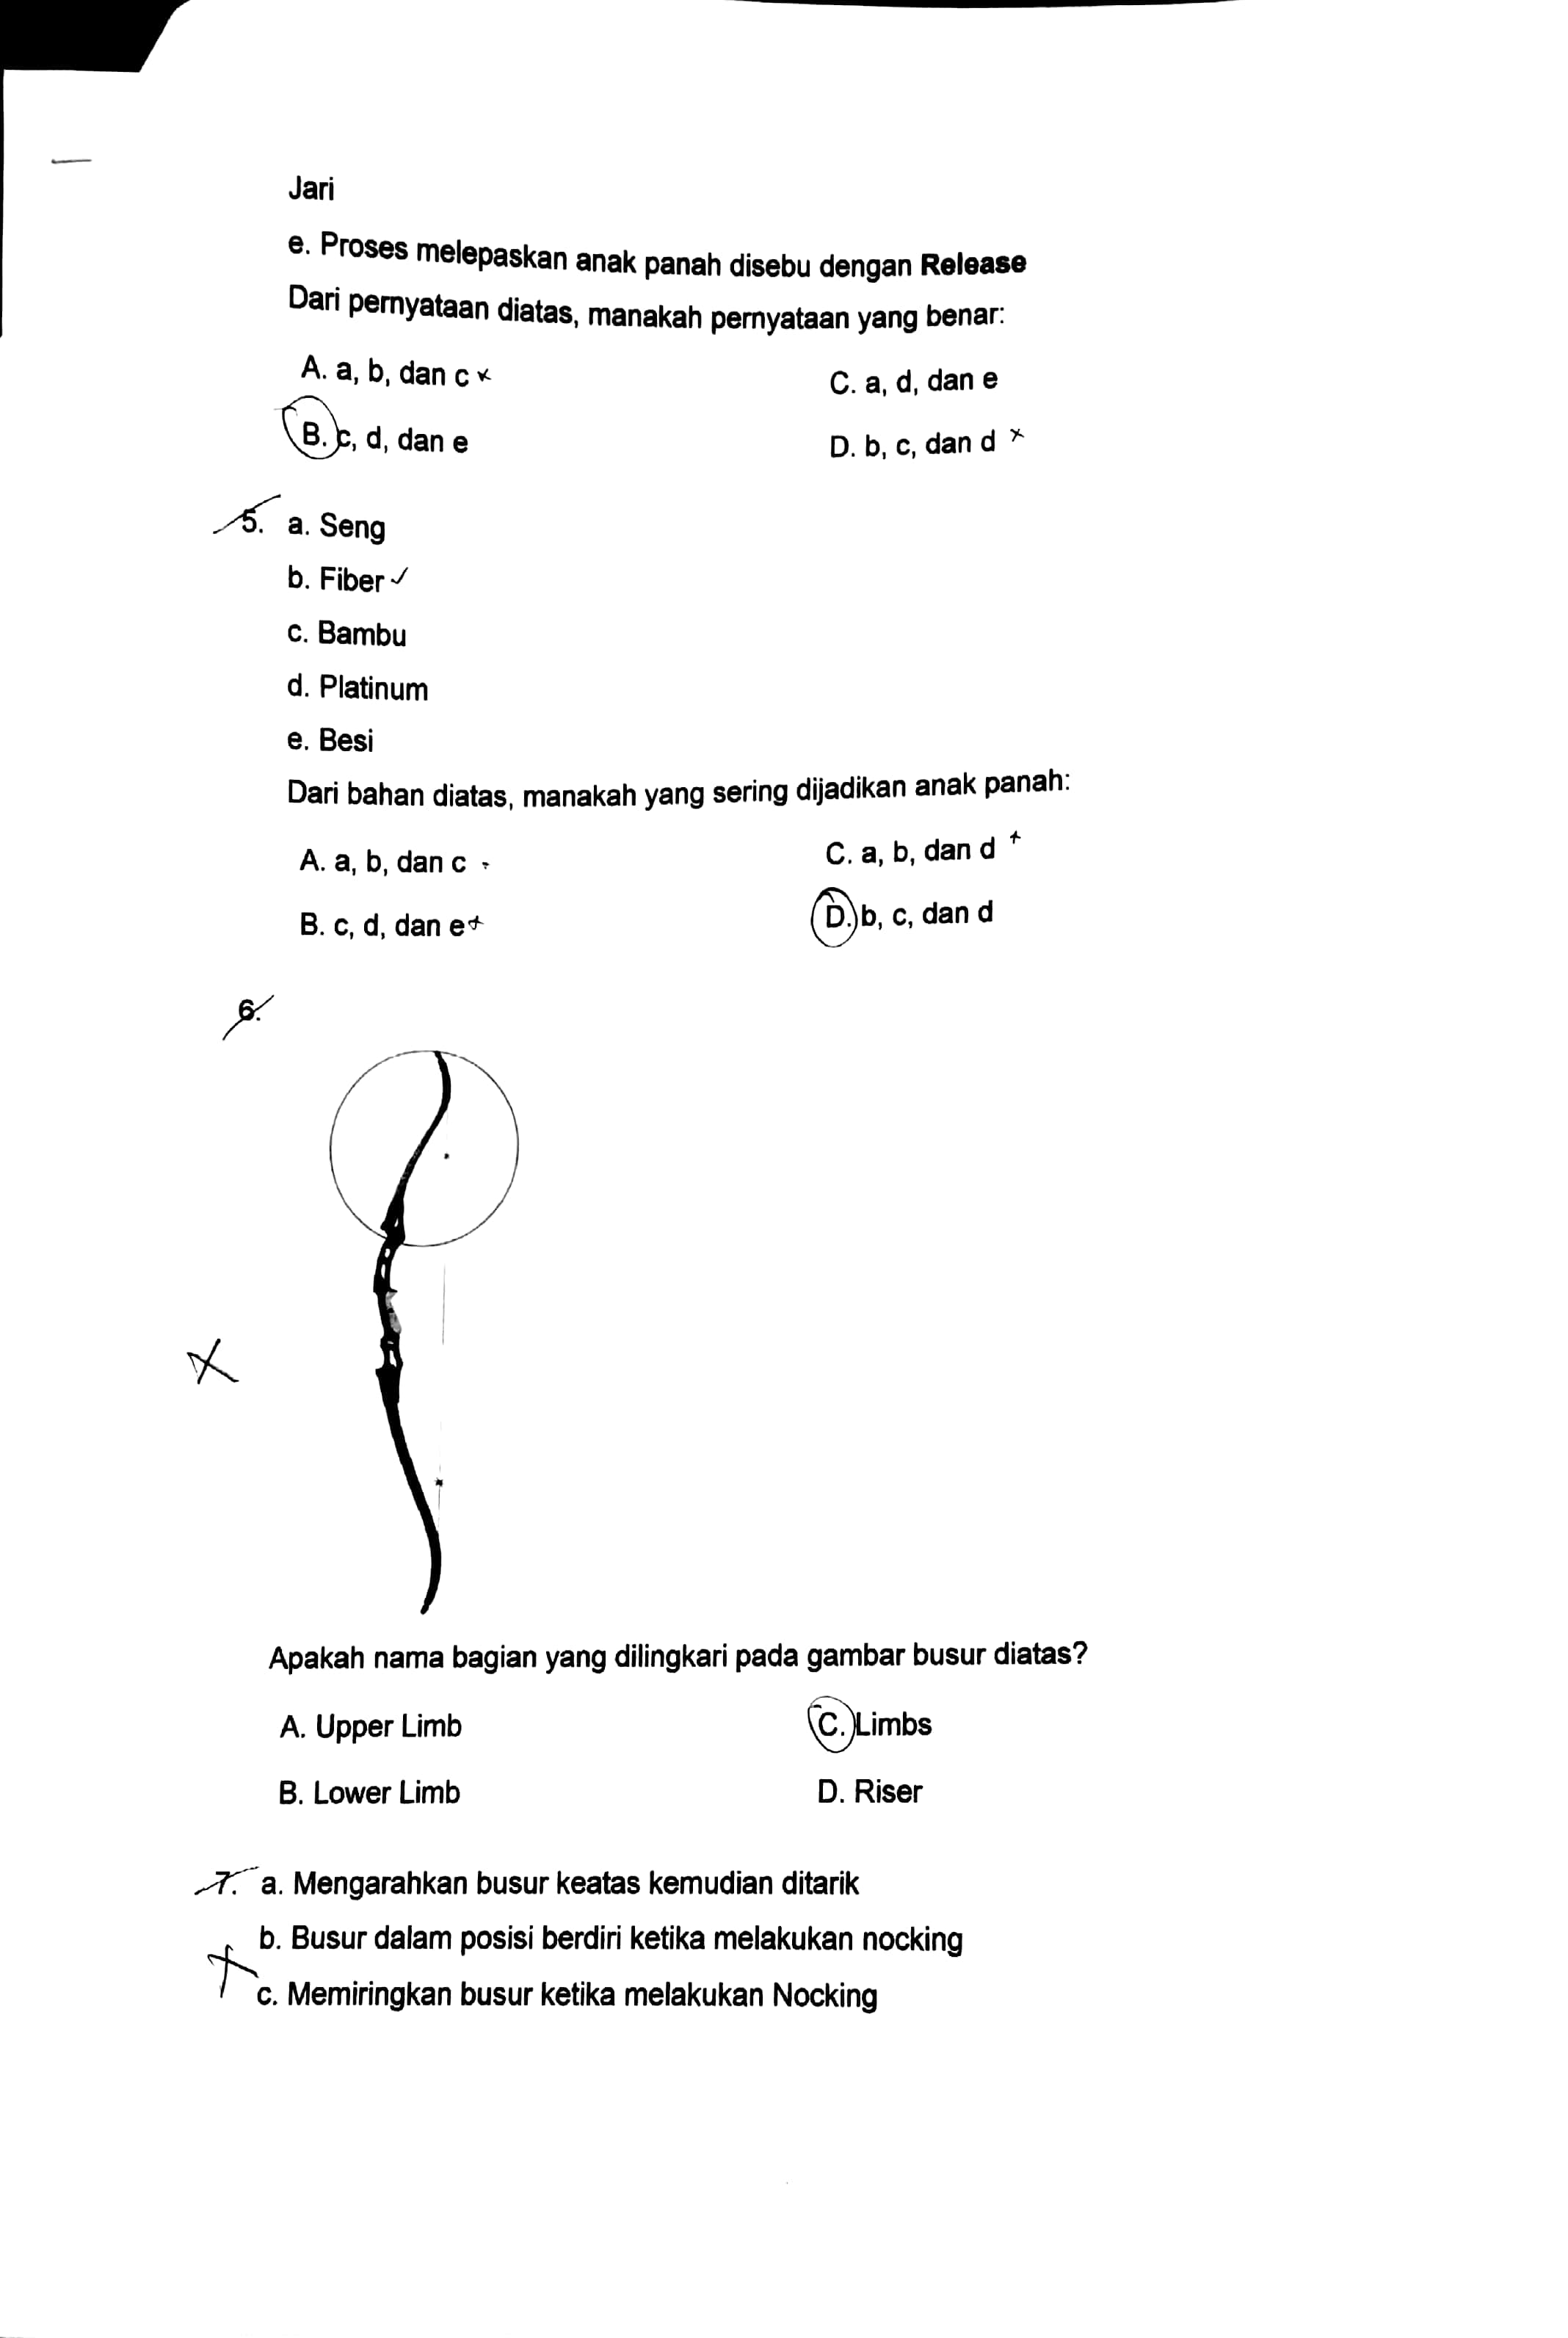 Jari
e. Proses melepaskan anak panah disebu dengan Release
Dari pernyataan diatas, manakah pernyataan yang benar:
A. a, b, dan c x
C. a, d, dan e
B. c, d, dan e
D. b, c, dan d x
5. a. Seng
b. Fiber ✓
c. Bambu
d. Platinum
e. Besi
Dari bahan diatas, manakah yang sering dijadikan anak panah:
A. a, b, dan c
C. a, b, dan d x
B. c, d, dan e x
D. b, c, dan d
6.
Apakah nama bagian yang dilingkari pada gambar busur diatas?
A. Upper Limb
C. Limbs
B. Lower Limb
D. Riser
7. a. Mengarahkan busur keatas kemudian ditarik
b. Busur dalam posisi berdiri ketika melakukan nocking
c. Memiringkan busur ketika melakukan Nocking